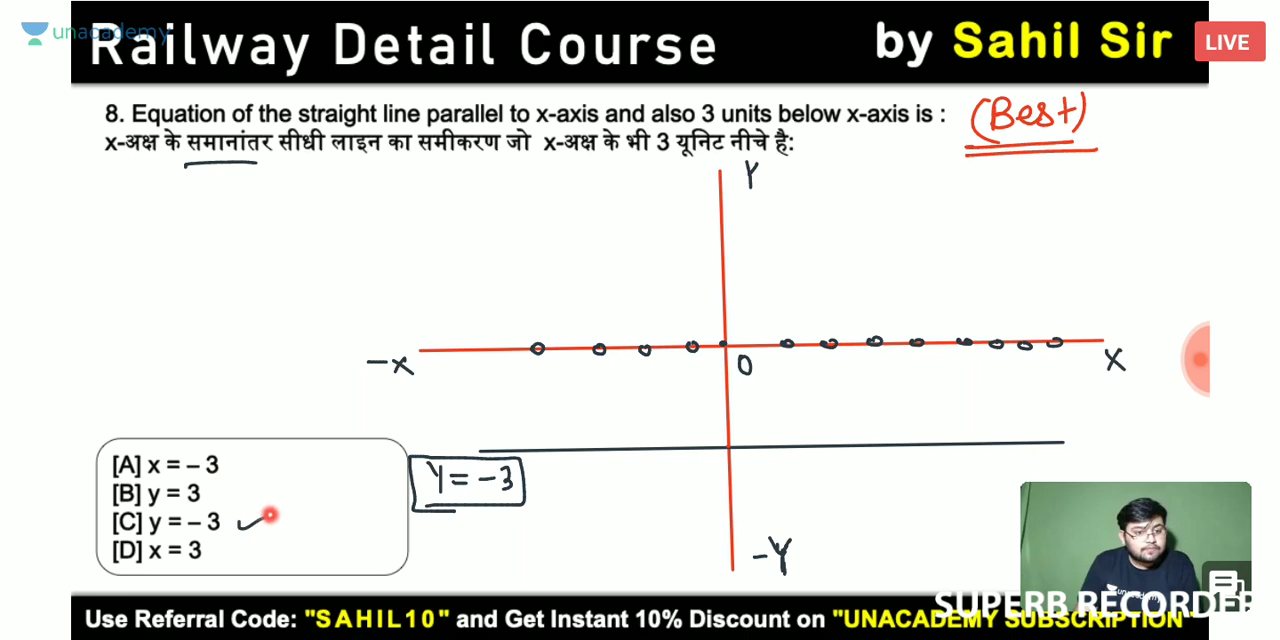 unacademy
Railway Detail Course
by Sahil Sir
LIVE
8. Equation of the straight line parallel to x-axis and also 3 units below x-axis is :
(Best)
x-अक्ष के समानांतर सीधी लाइन का समीकरण जो x-अक्ष के भी 3 यूनिट नीचे है:
Y
-X
O
X
[A] x = – 3
[B] y = 3
[C] y = – 3
[D] x = 3
Y = -3
-Y
unacademy
SUPERB RECORDER
Use Referral Code: "SAHIL10" and Get Instant 10% Discount on "UNACADEMY SUBSCRIPTION"